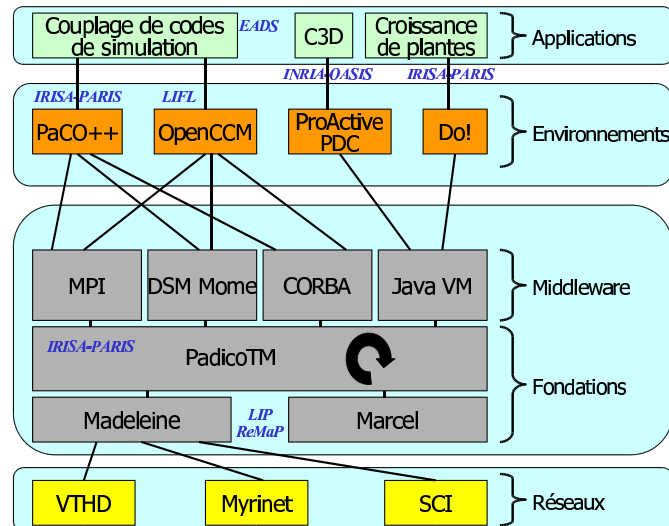 Couplage de codes
de simulation
EADS
C3D
Croissance
de plantes
Applications
INRIA-OASIS
IRISA-PARIS
IRISA-PARIS
LIFL
PaCO++
OpenCCM
ProActive
PDC
Do!
Environnements
MPI
DSM Mome
CORBA
Java VM
Middleware
IRISA-PARIS
PadicoTM
Fondations
Madeleine
LIP
ReMaP
Marcel
VTHD
Myrinet
SCI
Réseaux